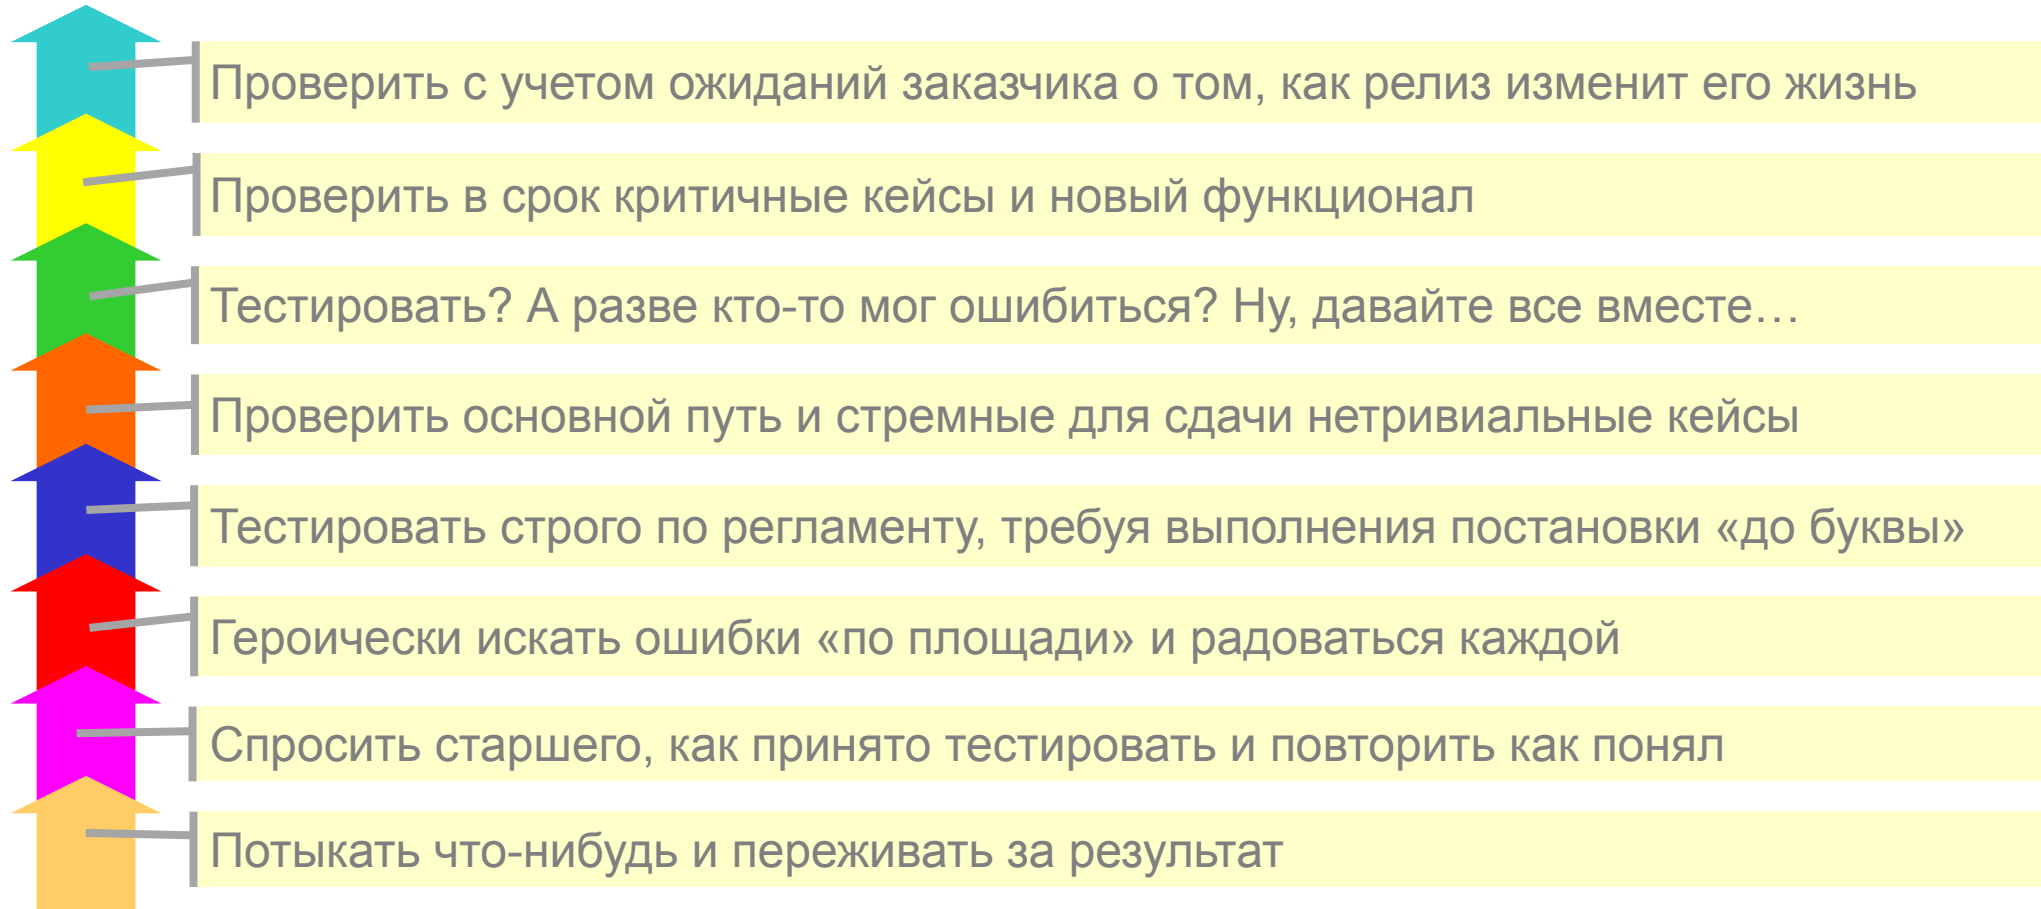 Проверить с учетом ожиданий заказчика о том, как релиз изменит его жизнь
Проверить в срок критичные кейсы и новый функционал
Тестировать? А разве кто-то мог ошибиться? Ну, давайте все вместе…
Проверить основной путь и стремные для сдачи нетривиальные кейсы
Тестировать строго по регламенту, требуя выполнения постановки «до буквы»
Героически искать ошибки «по площади» и радоваться каждой
Спросить старшего, как принято тестировать и повторить как понял
Потыкать что-нибудь и переживать за результат